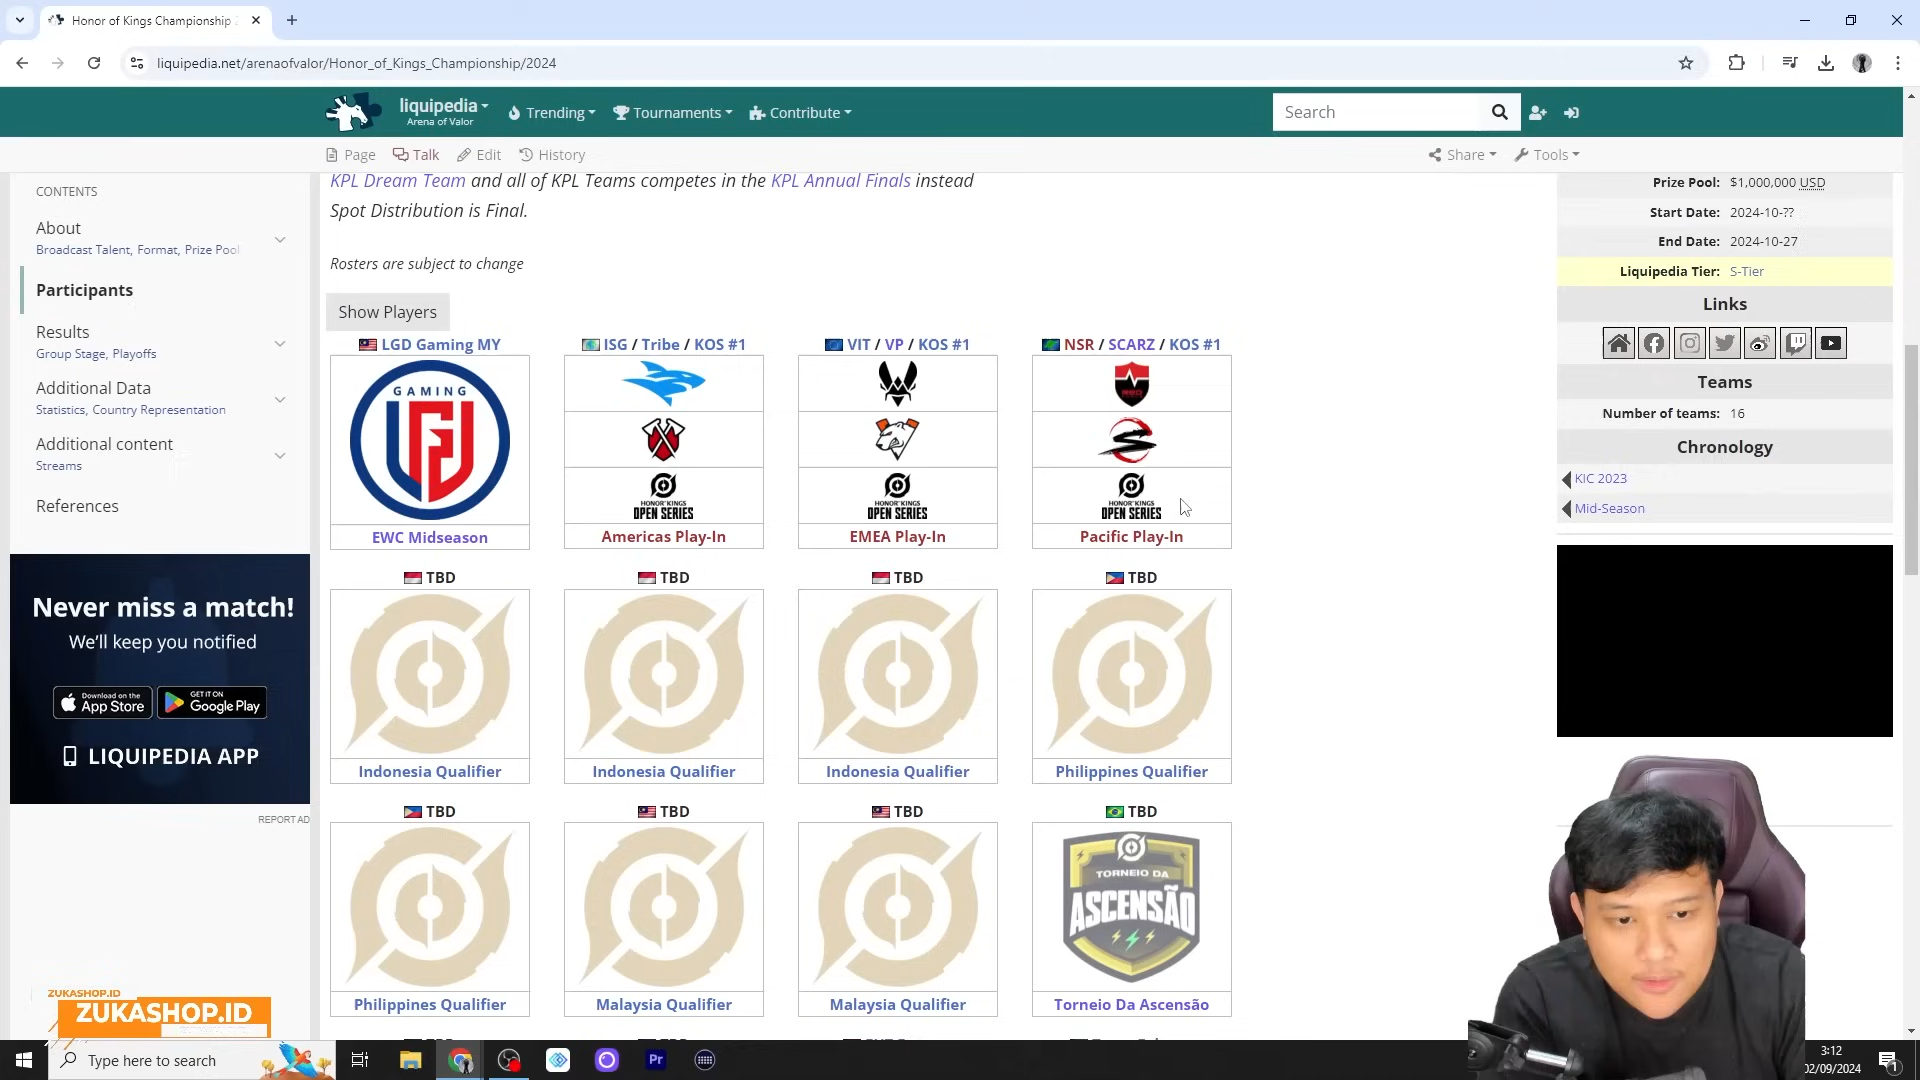 Honor of Kings Championship
liquipedia.net/arenaofvalor/Honor_of_Kings_Championship/2024
liquipedia
Arena of Valor
Trending
Tournaments
Contribute
Search
Page
Talk
Edit
History
Share
Tools
CONTENTS
About
Broadcast Talent, Format, Prize Pool
Participants
Results
Group Stage, Playoffs
Additional Data
Statistics, Country Representation
Additional content
Streams
References
Never miss a match!
We'll keep you notified
Download on the
App Store
GET IT ON
Google Play
LIQUIPEDIA APP
REPORT AD
ZUKASHOP.ID
ZUKASHOP.ID
KPL Dream Team and all of KPL Teams competes in the KPL Annual Finals instead
Spot Distribution is Final.
Rosters are subject to change
Show Players
LGD Gaming MY
ISG / Tribe / KOS #1
VIT / VP / KOS #1
NSR / SCARZ / KOS #1
GAMING
HONOR OF KINGS
OPEN SERIES
HONOR OF KINGS
OPEN SERIES
HONOR OF KINGS
OPEN SERIES
EWC Midseason
Americas Play-In
EMEA Play-In
Pacific Play-In
TBD
TBD
TBD
TBD
Indonesia Qualifier
Indonesia Qualifier
Indonesia Qualifier
Philippines Qualifier
TBD
TBD
TBD
TBD
TORNEIO DA
ASCENSÃO
Philippines Qualifier
Malaysia Qualifier
Malaysia Qualifier
Torneio Da Ascensão
Prize Pool: $1,000,000 USD
Start Date: 2024-10-??
End Date: 2024-10-27
Liquipedia Tier: S-Tier
Links
Teams
Number of teams: 16
Chronology
KIC 2023
Mid-Season
Type here to search
Pr
3:12
02/09/2024
1